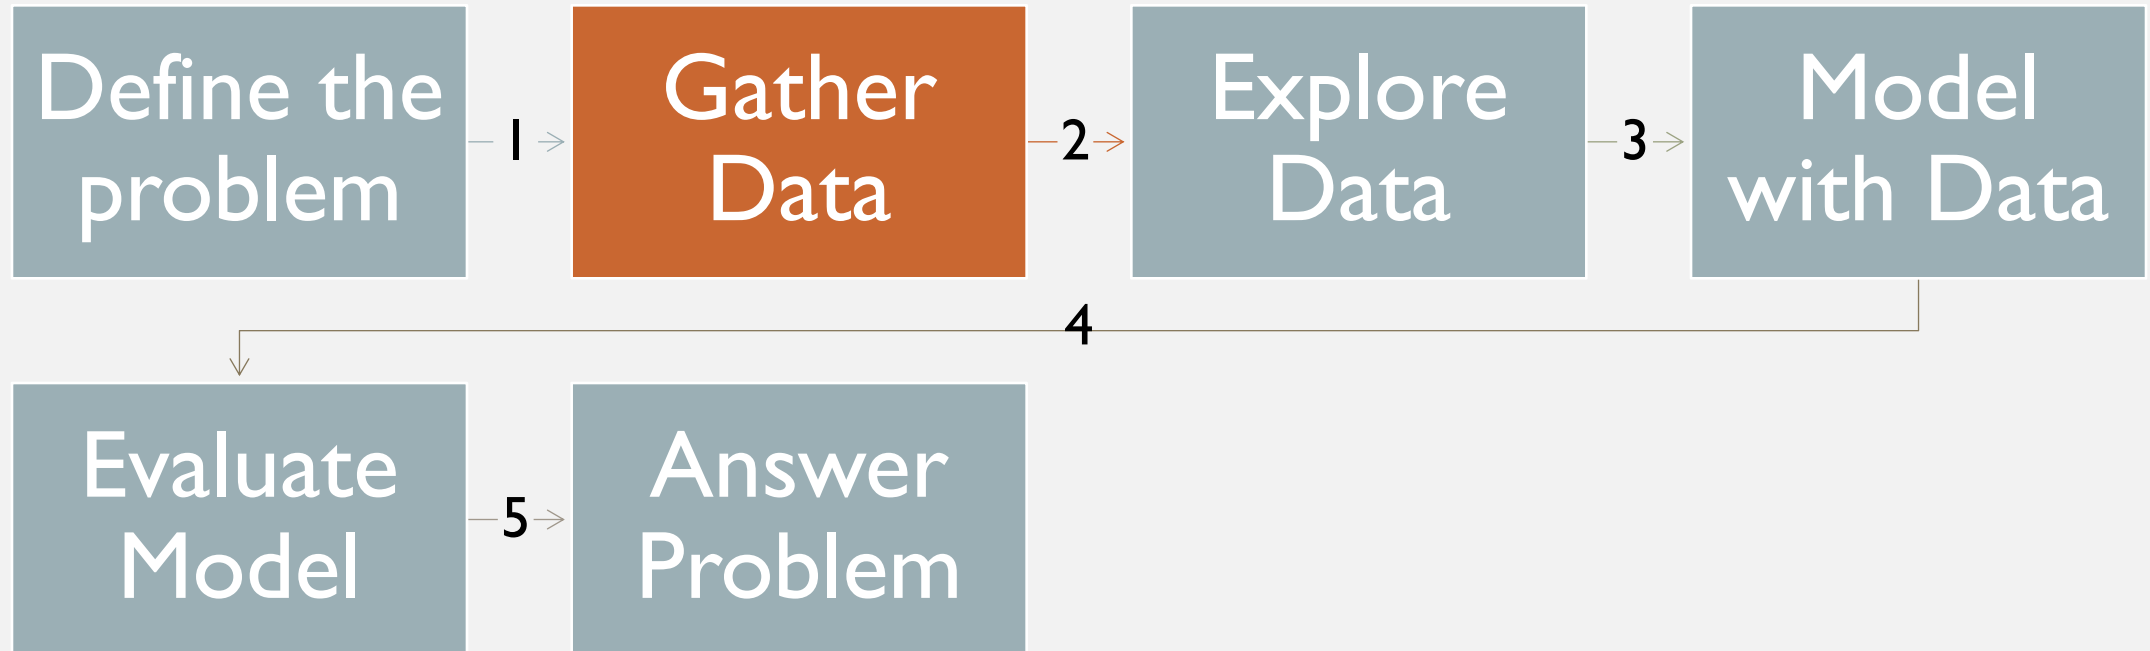 Define the
problem
1
Gather
Data
2
Explore
Data
3
Model
with Data
4
Evaluate
Model
5
Answer
Problem